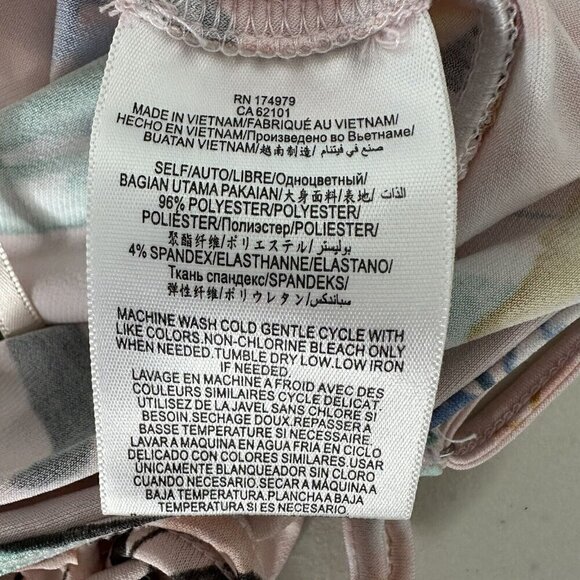 RN 174979
CA 62101
MADE IN VIETNAM/FABRIQUÉ AU VIETNAM/
HECHO EN VIETNAM/Произведено во Вьетнаме/
BUATAN VIETNAM/越南制造/ صنع في فيتنام
SELF/AUTO/LIBRE/Одноцветный/
BAGIAN UTAMA PAKAIAN/大身面料/表地/ الذات
96% POLYESTER/POLYESTER/
POLIÉSTER/Полиэстер/POLIESTER/
聚酯纤维/ポリエステル/ بوليستر
4% SPANDEX/ELASTHANNE/ELASTANO/
Ткань спандекс/SPANDEKS/
弹性纤维/ポリウレタン/ سباندكس
MACHINE WASH COLD GENTLE CYCLE WITH
LIKE COLORS.NON-CHLORINE BLEACH ONLY
WHEN NEEDED.TUMBLE DRY LOW.LOW IRON
IF NEEDED.
LAVAGE EN MACHINE A FROID AVEC DES
COULEURS SIMILAIRES CYCLE DÉLICAT.
UTILISEZ DE LA JAVEL SANS CHLORE SI
BESOIN. SECHAGE DOUX.REPASSER A
BASSE TEMPERATURE SI NECESSAIRE.
LAVAR A MAQUINA EN AGUA FRIA EN CICLO
DELICADO CON COLORES SIMILARES.USAR
ÚNICAMENTE BLANQUEADOR SIN CLORO
CUANDO NECESARIO. SECAR A MAQUINA A
BAJA TEMPERATURA.PLANCHA A BAJA
TEMPERATURA SI ES NECESARIO.